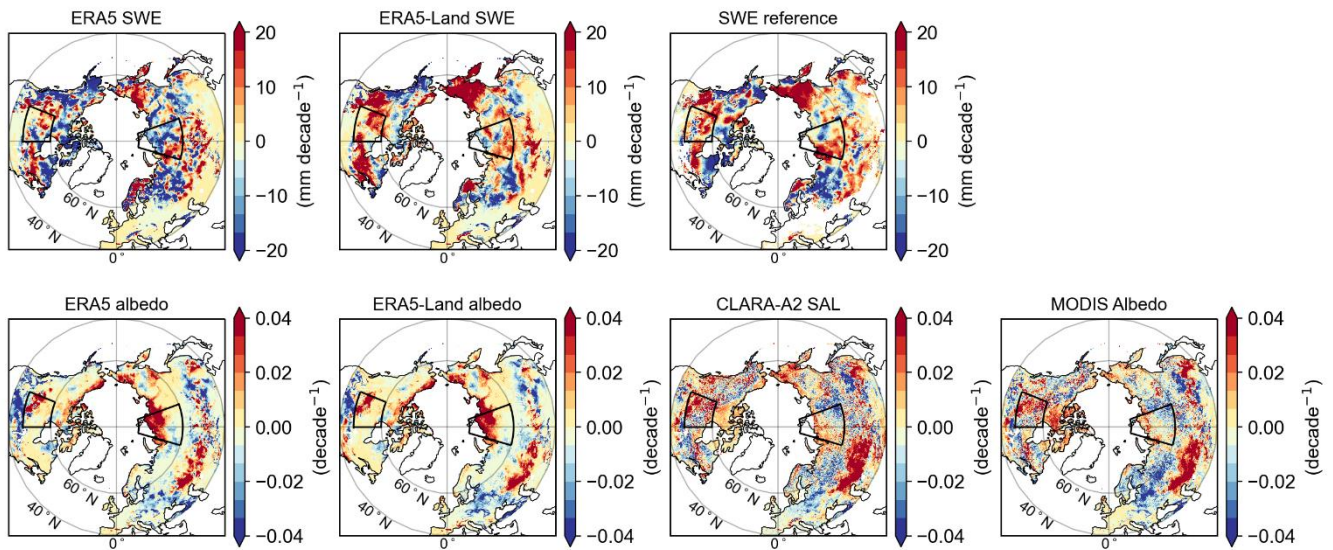 ERA5 SWE
20
10
0
−10
−20
(mm decade⁻¹)
40°N
60°N
0°
ERA5-Land SWE
20
10
0
−10
−20
(mm decade⁻¹)
40°N
60°N
0°
SWE reference
20
10
0
−10
−20
(mm decade⁻¹)
40°N
60°N
0°
ERA5 albedo
0.04
0.02
0.00
−0.02
−0.04
(decade⁻¹)
40°N
60°N
0°
ERA5-Land albedo
0.04
0.02
0.00
−0.02
−0.04
(decade⁻¹)
40°N
60°N
0°
CLARA-A2 SAL
0.04
0.02
0.00
−0.02
−0.04
(decade⁻¹)
40°N
60°N
0°
MODIS Albedo
0.04
0.02
0.00
−0.02
−0.04
(decade⁻¹)
40°N
60°N
0°